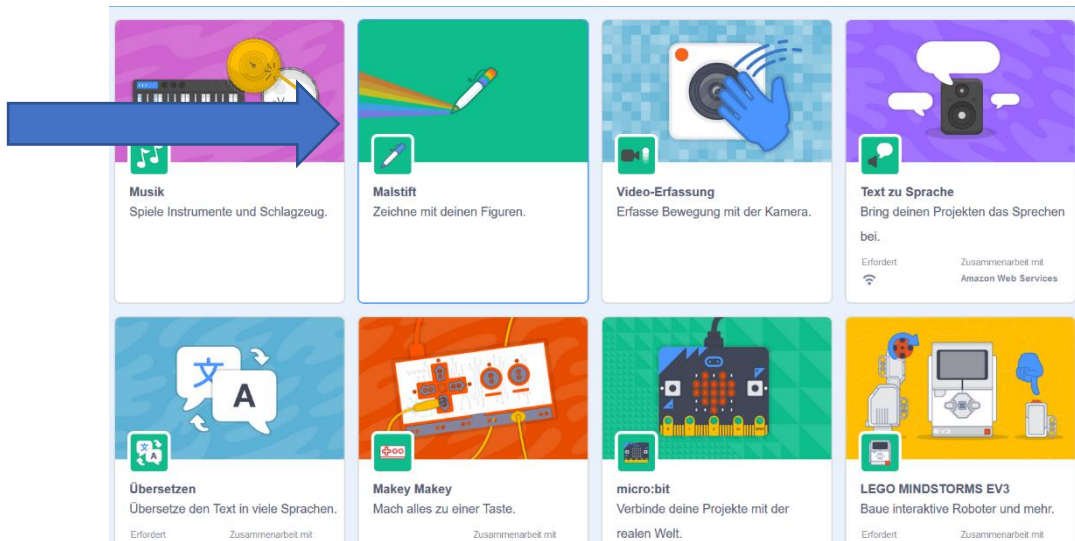 Musik
Spiele Instrumente und Schlagzeug.
Malstift
Zeichne mit deinen Figuren.
Video-Erfassung
Erfasse Bewegung mit der Kamera.
Text zu Sprache
Bring deinen Projekten das Sprechen
bei.
Erfordert
Zusammenarbeit mit
Amazon Web Services
文
A
文
A
Übersetzen
Übersetze den Text in viele Sprachen.
Erfordert
Zusammenarbeit mit
Makey Makey
Mach alles zu einer Taste.
Zusammenarbeit mit
micro:bit
Verbinde deine Projekte mit der
realen Welt.
EV3
LEGO MINDSTORMS EV3
Baue interaktive Roboter und mehr.
Erfordert
Zusammenarbeit mit